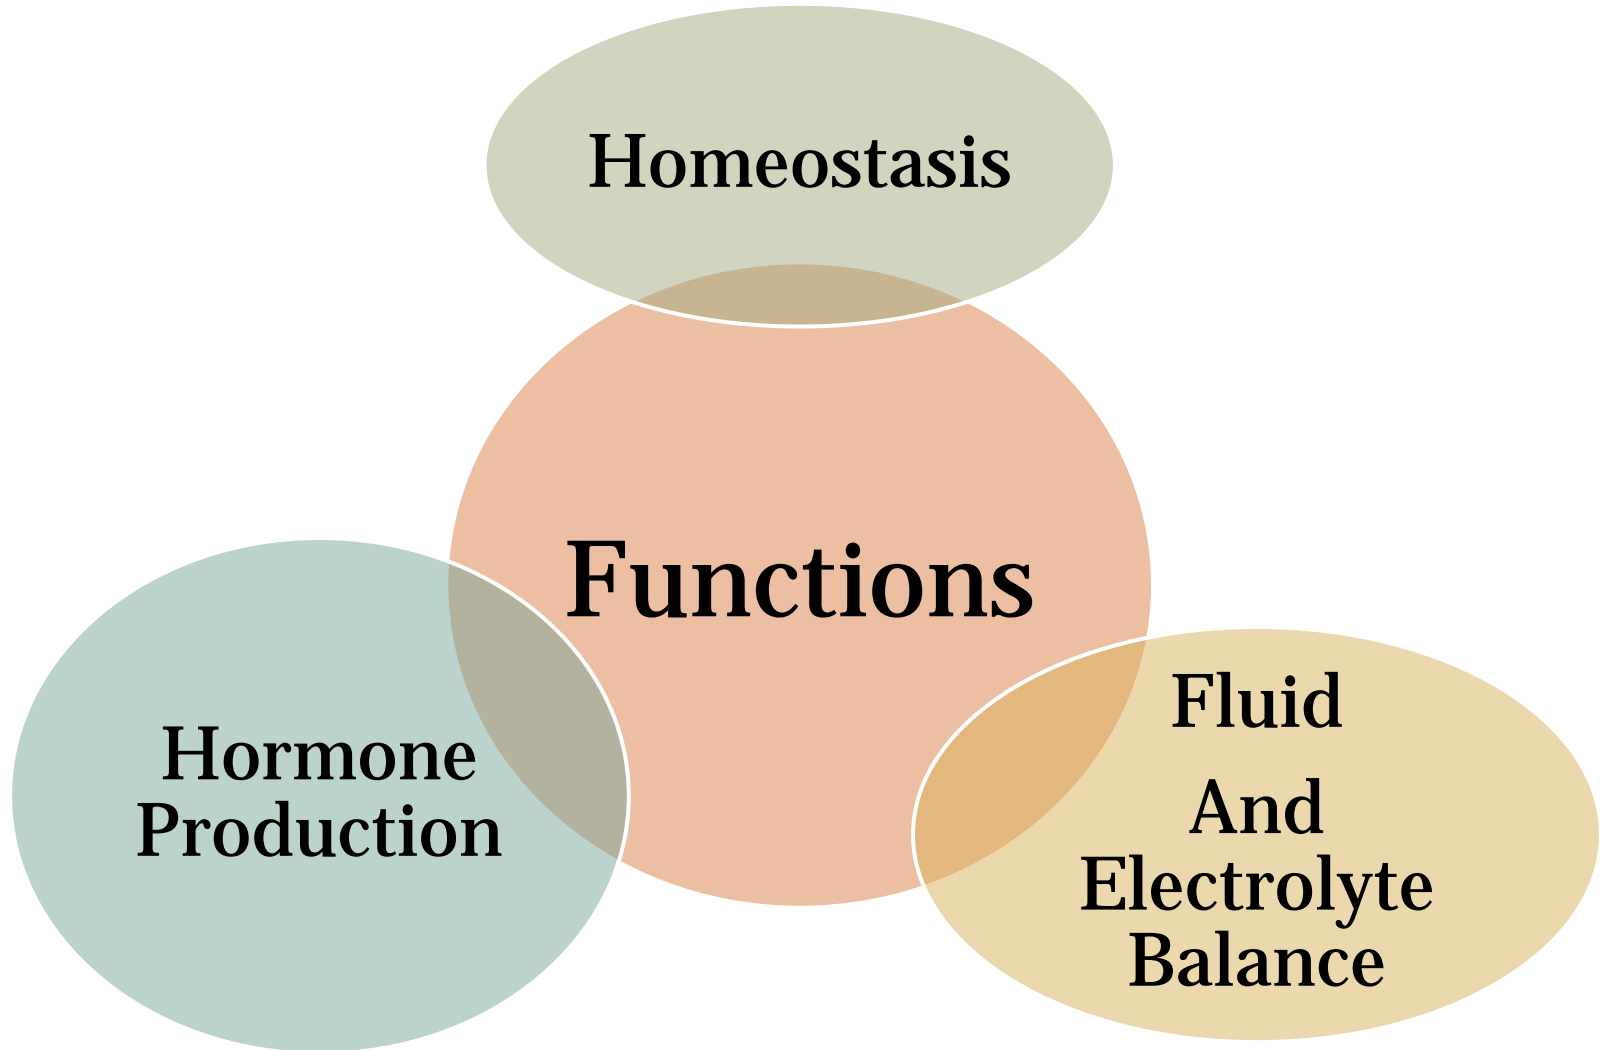 Homeostasis
Functions
Hormone
Production
Fluid
And
Electrolyte
Balance